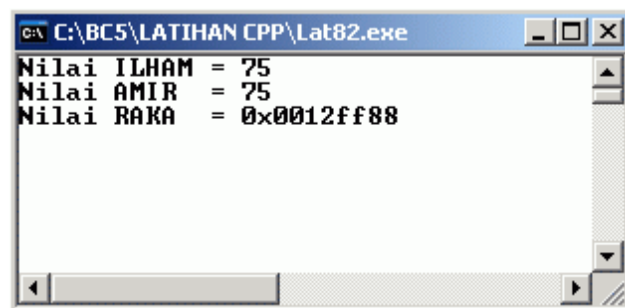 C:\BC5\LATIHAN CPP\Lat82.exe
Nilai ILHAM = 75
Nilai AMIR  = 75
Nilai RAKA  = 0x0012ff88